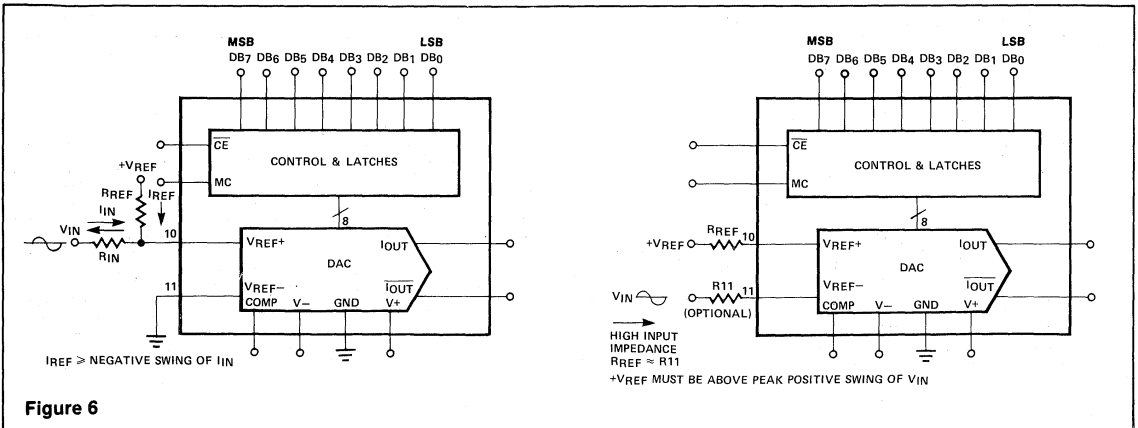 MSB LSB
DB7 DB6 DB5 DB4 DB3 DB2 DB1 DB0
CE
CONTROL & LATCHES
MC
+VREF
RREF
IREF
IIN
VIN
RIN
10
8
VREF+
IOUT
DAC
11
VREF−
IOUT
COMP V− GND V+
IREF ⩾ NEGATIVE SWING OF IIN
MSB LSB
DB7 DB6 DB5 DB4 DB3 DB2 DB1 DB0
CE
CONTROL & LATCHES
MC
8
+VREF
RREF
10
VREF+
IOUT
DAC
VIN
R11
11
(OPTIONAL)
VREF−
IOUT
COMP V− GND V+
HIGH INPUT
IMPEDANCE
RREF ≈ R11
+VREF MUST BE ABOVE PEAK POSITIVE SWING OF VIN
Figure 6